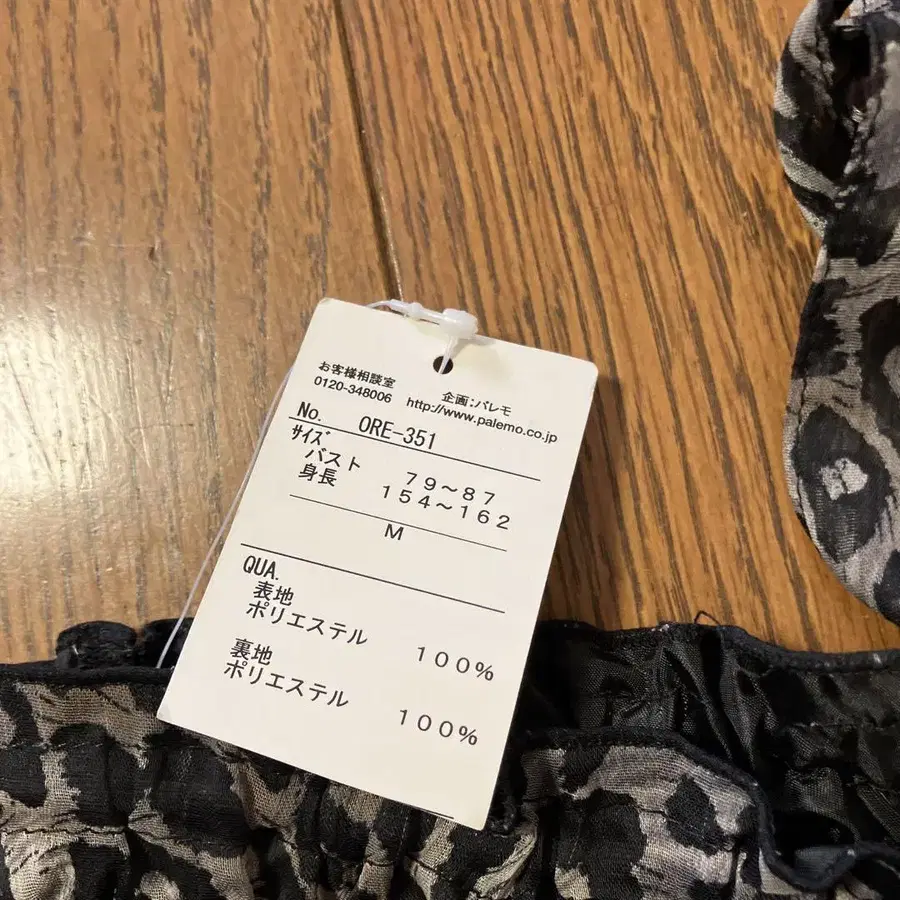 お客様相談室
0120-348006
企画:パレモ
http://www.palemo.co.jp
No. ORE-351
サイズ
バスト 79～87
身長 154～162
M
QUA.
表地
ポリエステル 100%
裏地
ポリエステル 100%